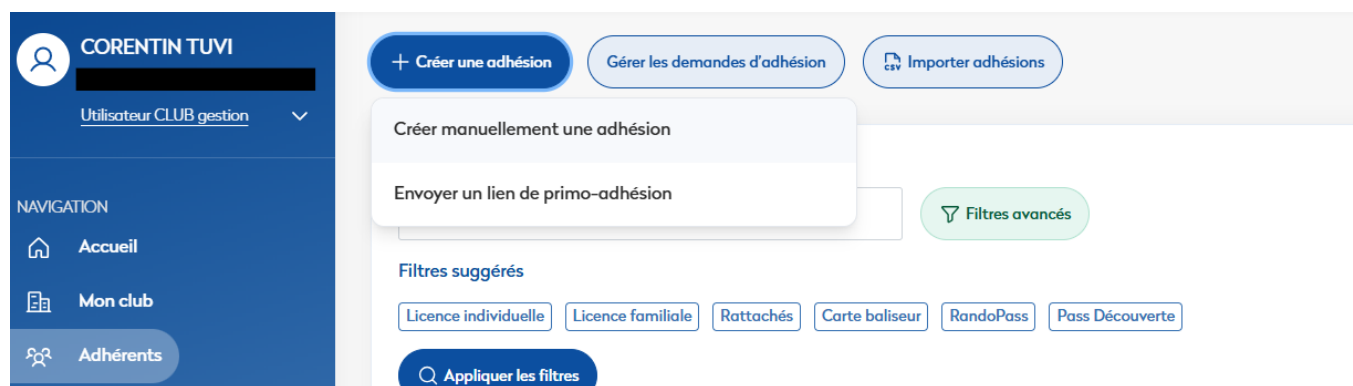 CORENTIN TUVI
Utilisateur CLUB gestion
NAVIGATION
Accueil
Mon club
Adhérents
+ Créer une adhésion
Gérer les demandes d'adhésion
CSV Importer adhésions
Créer manuellement une adhésion
Envoyer un lien de primo-adhésion
Filtres avancés
Filtres suggérés
Licence individuelle Licence familiale Rattachés Carte baliseur RandoPass Pass Découverte
Appliquer les filtres